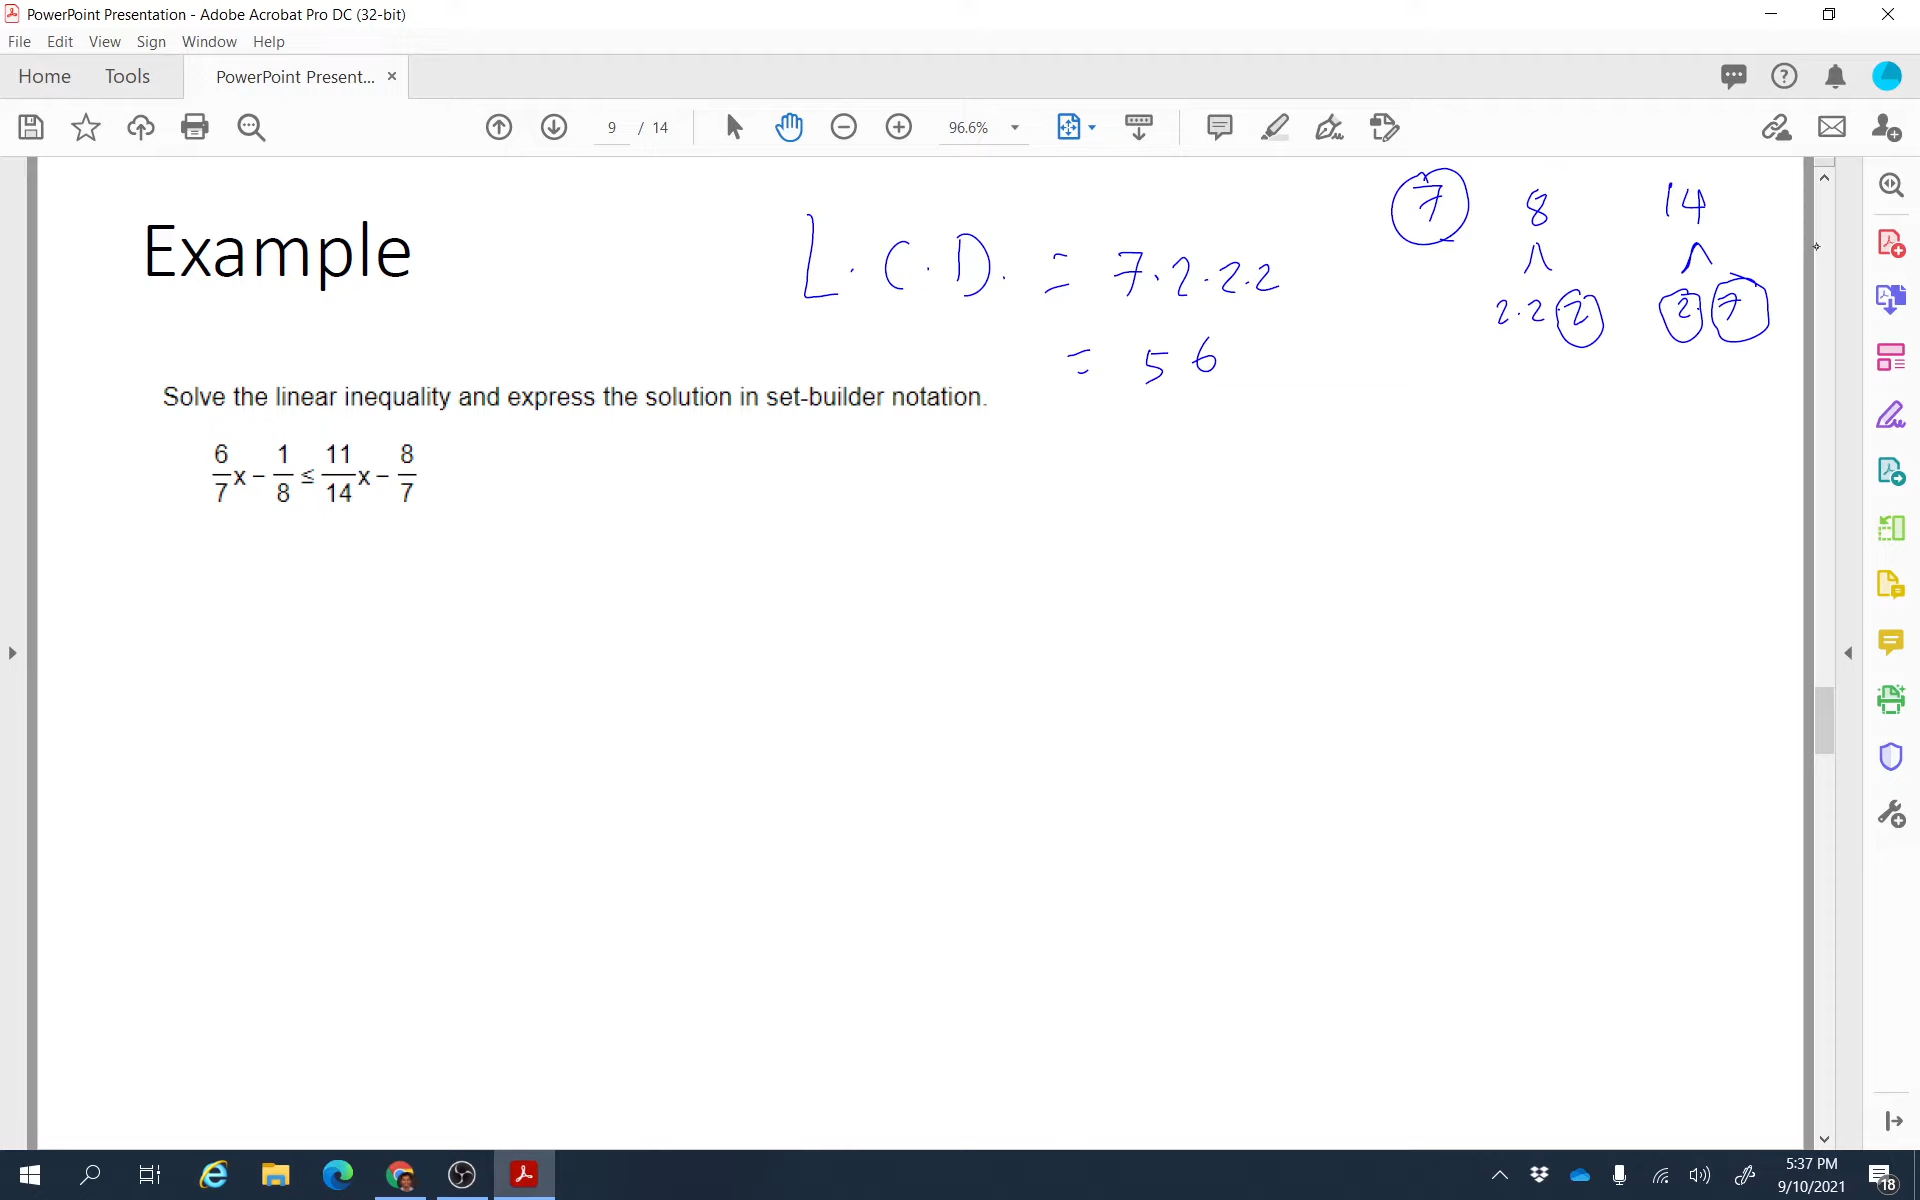 PowerPoint Presentation - Adobe Acrobat Pro DC (32-bit)
File Edit View Sign Window Help
Home Tools PowerPoint Present... ×
9 / 14 96.6%
7 8 14
Example
L.C.D. = 7.2.2.2
2.2.2 2.7
= 56
Solve the linear inequality and express the solution in set-builder notation.
6/7 x − 1/8 ≤ 11/14 x − 8/7
5:37 PM
9/10/2021
18